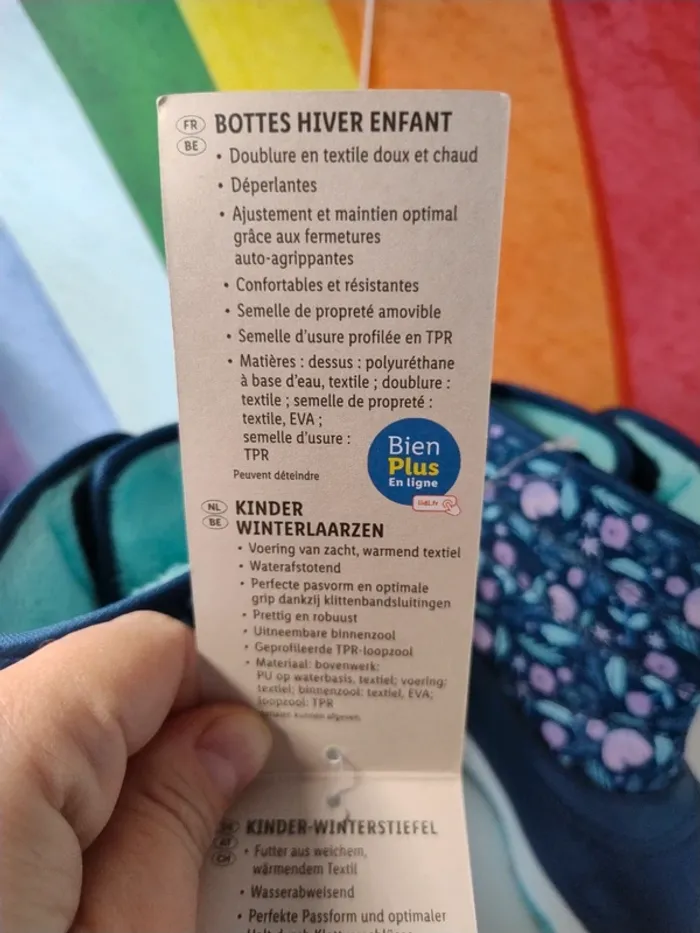 FR
BE
BOTTES HIVER ENFANT
• Doublure en textile doux et chaud
• Déperlantes
• Ajustement et maintien optimal
grâce aux fermetures
auto-agrippantes
• Confortables et résistantes
• Semelle de propreté amovible
• Semelle d'usure profilée en TPR
• Matières : dessus : polyuréthane
à base d'eau, textile ; doublure :
textile ; semelle de propreté :
textile, EVA ;
semelle d'usure :
TPR
Peuvent déteindre
Bien
Plus
En ligne
lidl.fr
NL
BE
KINDER
WINTERLAARZEN
• Voering van zacht, warmend textiel
• Waterafstotend
• Perfecte pasvorm en optimale
grip dankzij klittenbandsluitingen
• Prettig en robuust
• Uitneembare binnenzool
• Geprofileerde TPR-loopzool
• Materiaal: bovenwerk:
PU op waterbasis, textiel; voering:
textiel; binnenzool: textiel, EVA;
loopzool: TPR
kunnen afgeven
KINDER-WINTERSTIEFEL
• Futter aus weichem,
wärmendem Textil
• Wasserabweisend
• Perfekte Passform und optimaler